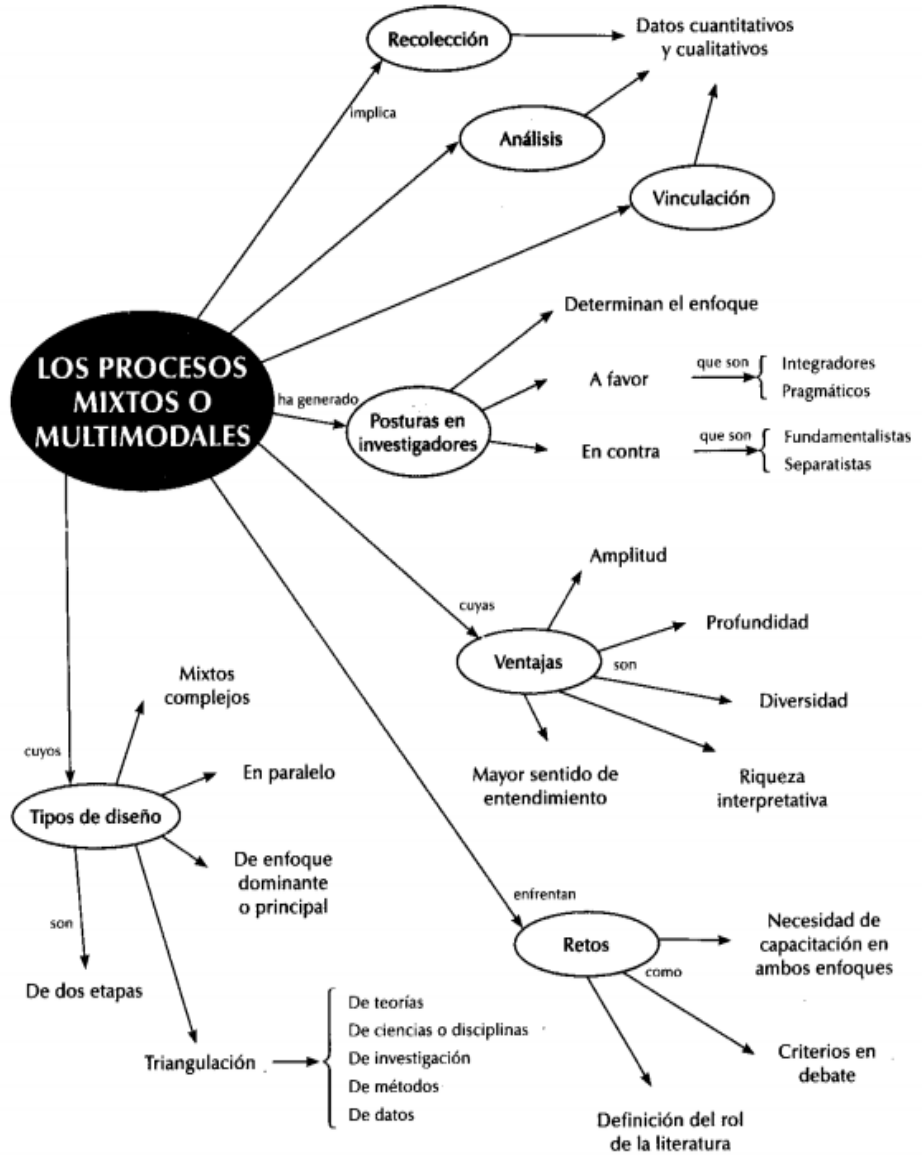 Recolección
Datos cuantitativos
y cualitativos
implica
Análisis
Vinculación
LOS PROCESOS
MIXTOS O
MULTIMODALES
ha generado
Posturas en
investigadores
Determinan el enfoque
A favor
que son
Integradores
Pragmáticos
En contra
que son
Fundamentalistas
Separatistas
cuyas
Ventajas
son
Amplitud
Profundidad
Diversidad
Riqueza
interpretativa
Mayor sentido de
entendimiento
cuyos
Tipos de diseño
son
Mixtos
complejos
En paralelo
De enfoque
dominante
o principal
De dos etapas
Triangulación
De teorías
De ciencias o disciplinas
De investigación
De métodos
De datos
enfrentan
Retos
como
Necesidad de
capacitación en
ambos enfoques
Criterios en
debate
Definición del rol
de la literatura